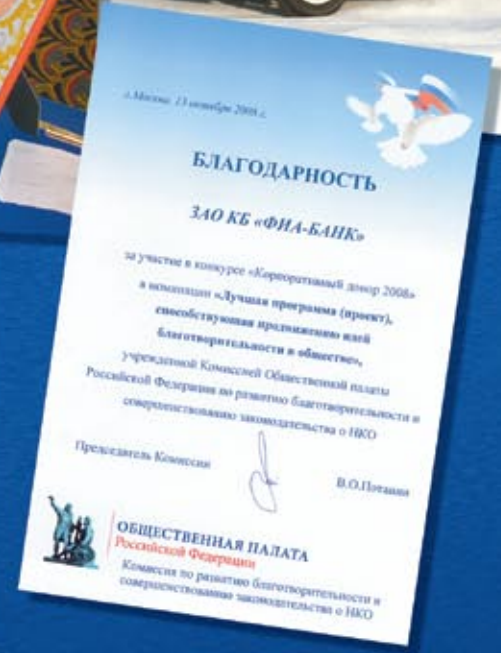 г.Москва, 13 октября 2008 г.
БЛАГОДАРНОСТЬ
ЗАО КБ «ФИА-БАНК»
за участие в конкурсе «Корпоративный донор 2008»
в номинации «Лучшая программа (проект),
способствующая продвижению идей
благотворительности в обществе»,
учрежденной Комиссией Общественной палаты
Российской Федерации по развитию благотворительности и
совершенствованию законодательства о НКО
Председатель Комиссии
В.О.Потанин
ОБЩЕСТВЕННАЯ ПАЛАТА
Российской Федерации
Комиссия по развитию благотворительности и
совершенствованию законодательства о НКО